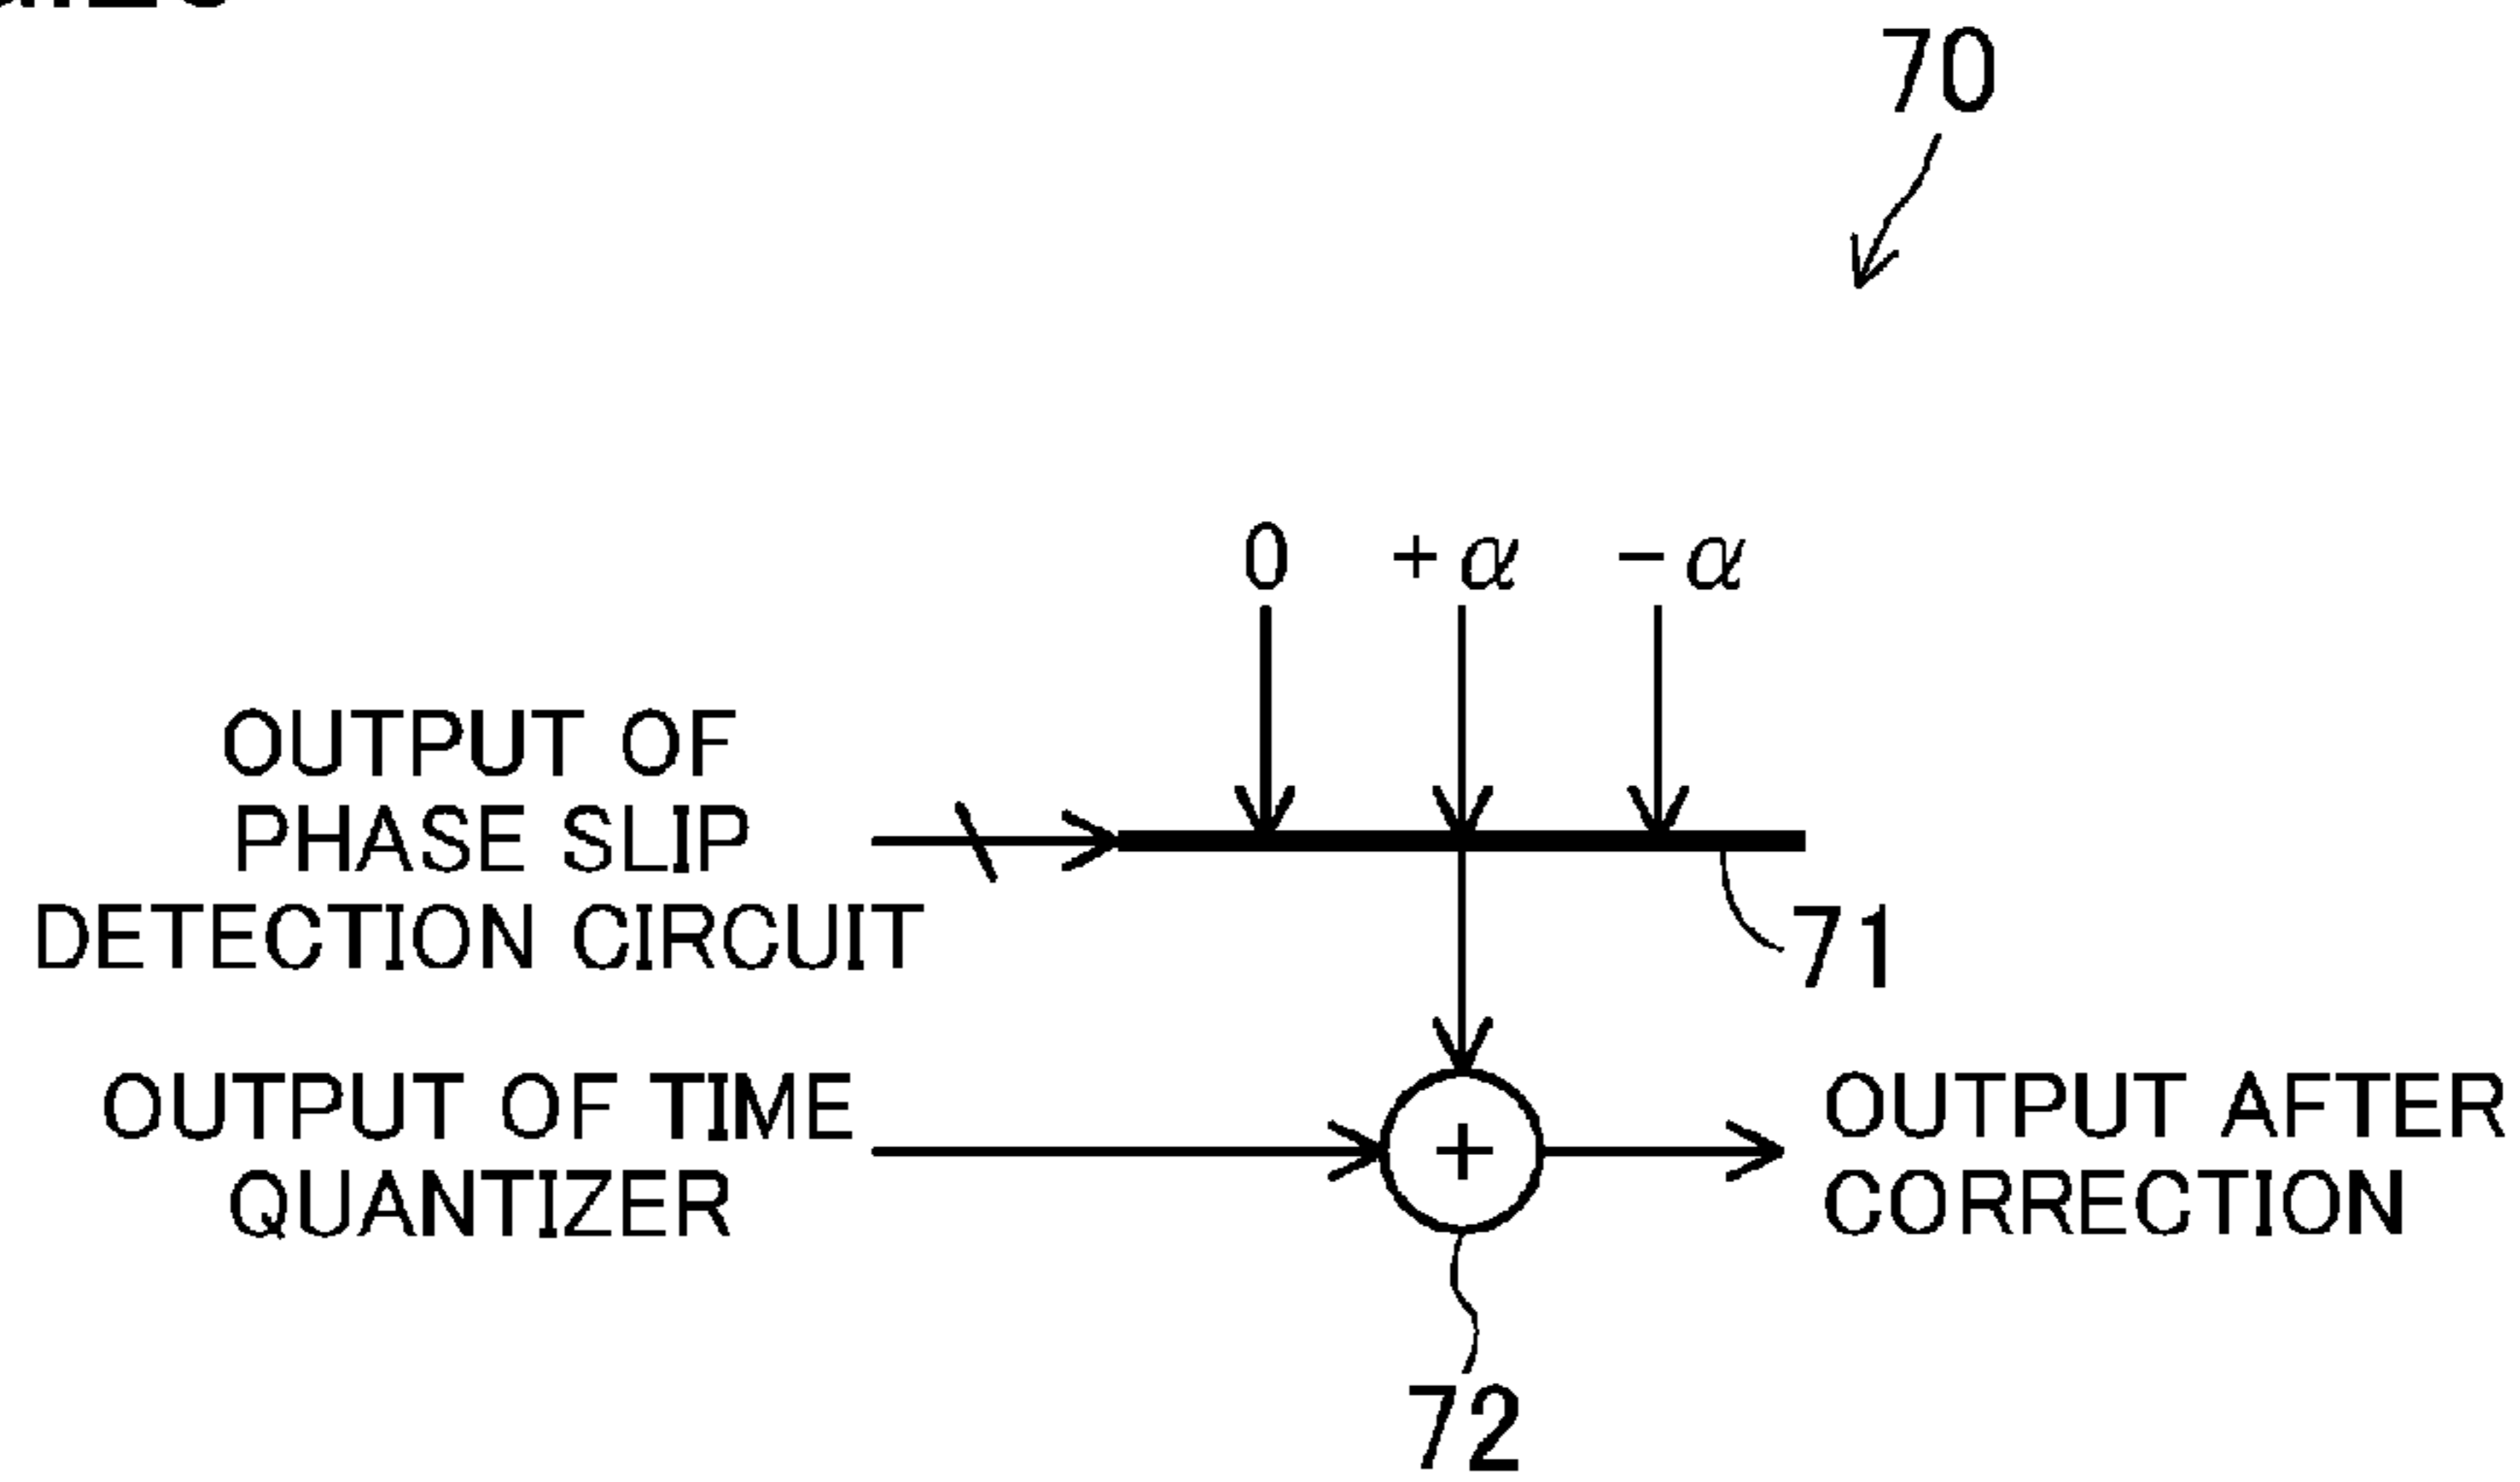 70
0 +α −α
OUTPUT OF
PHASE SLIP
DETECTION CIRCUIT
71
OUTPUT OF TIME
QUANTIZER
+
OUTPUT AFTER
CORRECTION
72